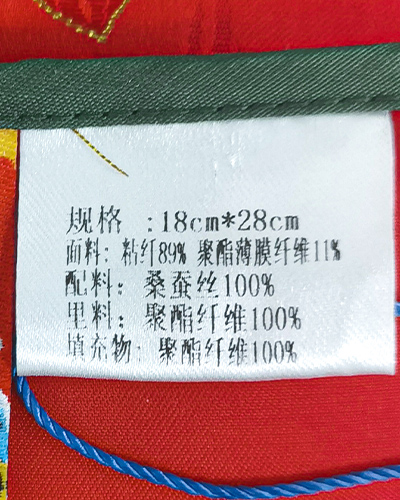 规格 :18cm*28cm
面料: 粘纤89% 聚酯薄膜纤维11%
配料: 桑蚕丝100%
里料: 聚酯纤维100%
填充物: 聚酯纤维100%